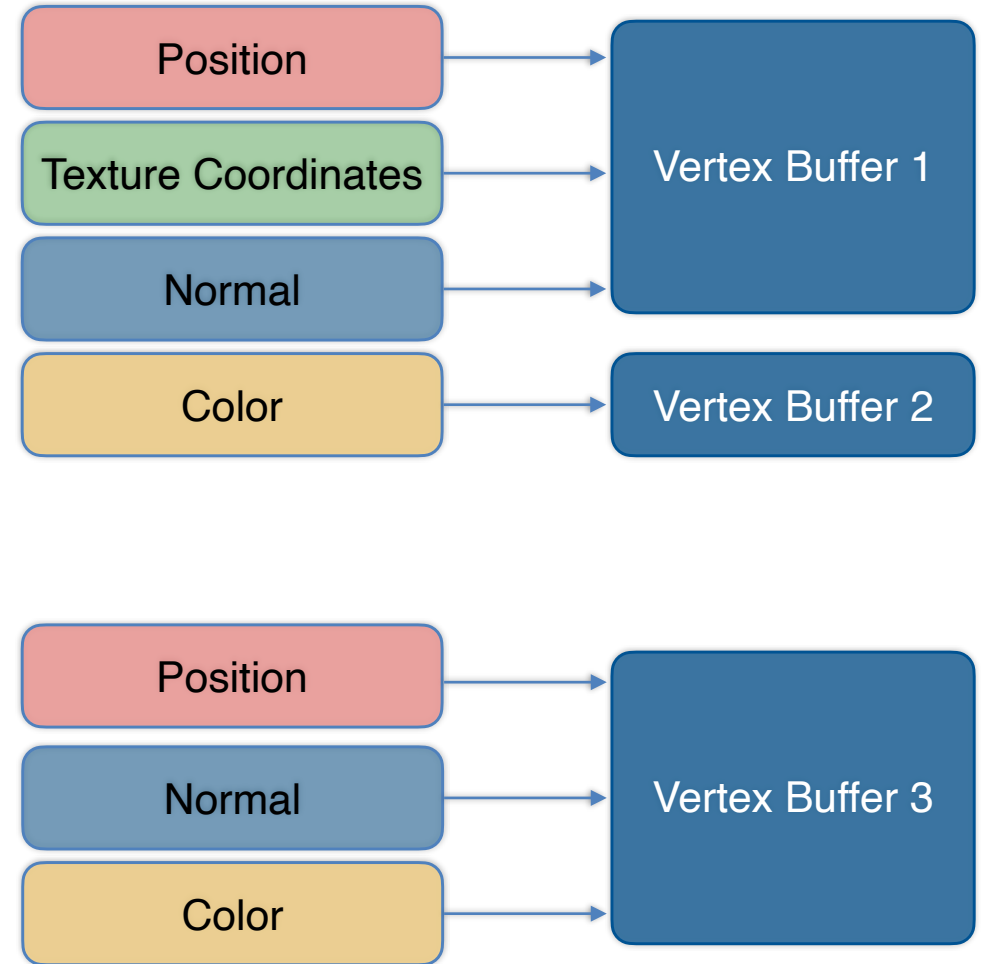 Position
Texture Coordinates
Vertex Buffer 1
Normal
Color
Vertex Buffer 2
Position
Normal
Vertex Buffer 3
Color